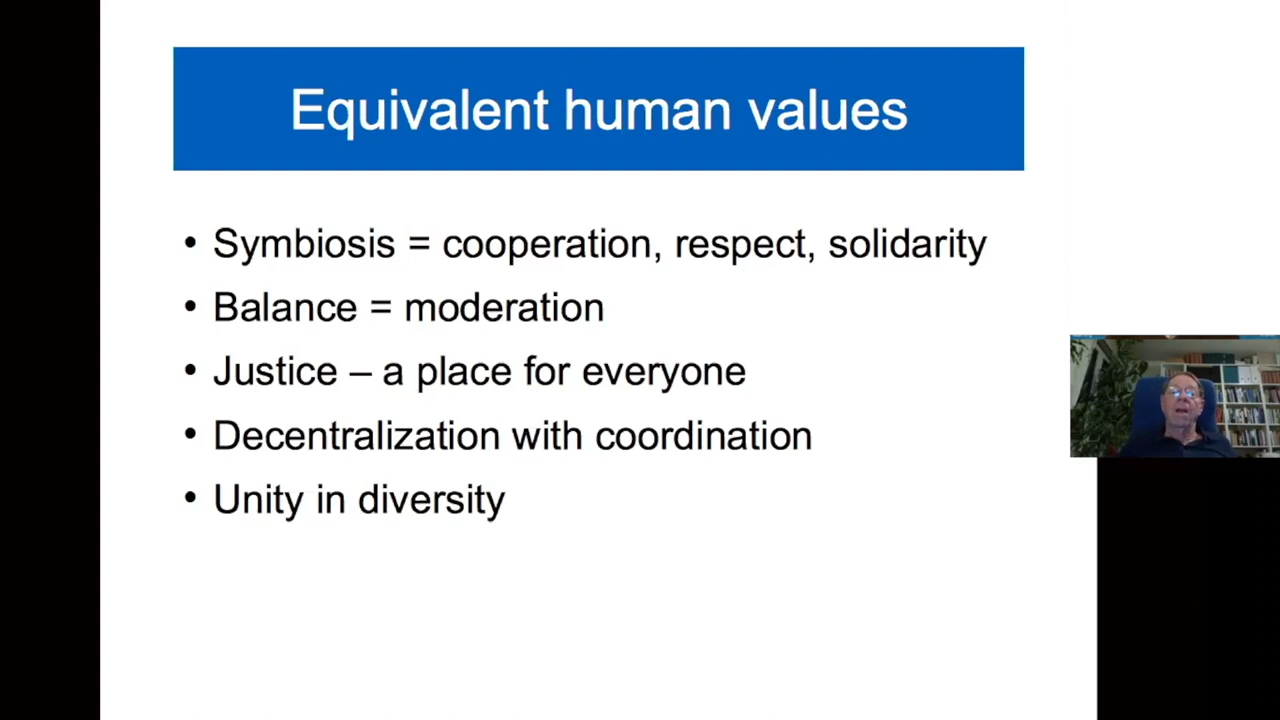 Equivalent human values
• Symbiosis = cooperation, respect, solidarity
• Balance = moderation
• Justice – a place for everyone
• Decentralization with coordination
• Unity in diversity